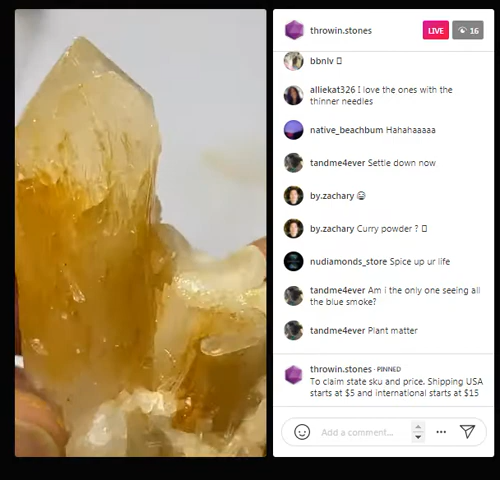 throwin.stones LIVE 16
bbnlv
alliekat326 I love the ones with the
thinner needles
native_beachbum Hahahaaaaa
tandme4ever Settle down now
by.zachary 😂
by.zachary Curry powder ?
nudiamonds_store Spice up ur life
tandme4ever Am i the only one seeing all
the blue smoke?
tandme4ever Plant matter
throwin.stones · PINNED
To claim state sku and price. Shipping USA
starts at $5 and international starts at $15
Add a comment...